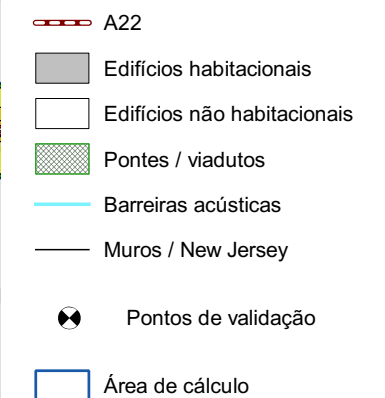 A22
Edifícios habitacionais
Edifícios não habitacionais
Pontes / viadutos
Barreiras acústicas
Muros / New Jersey
Pontos de validação
Área de cálculo